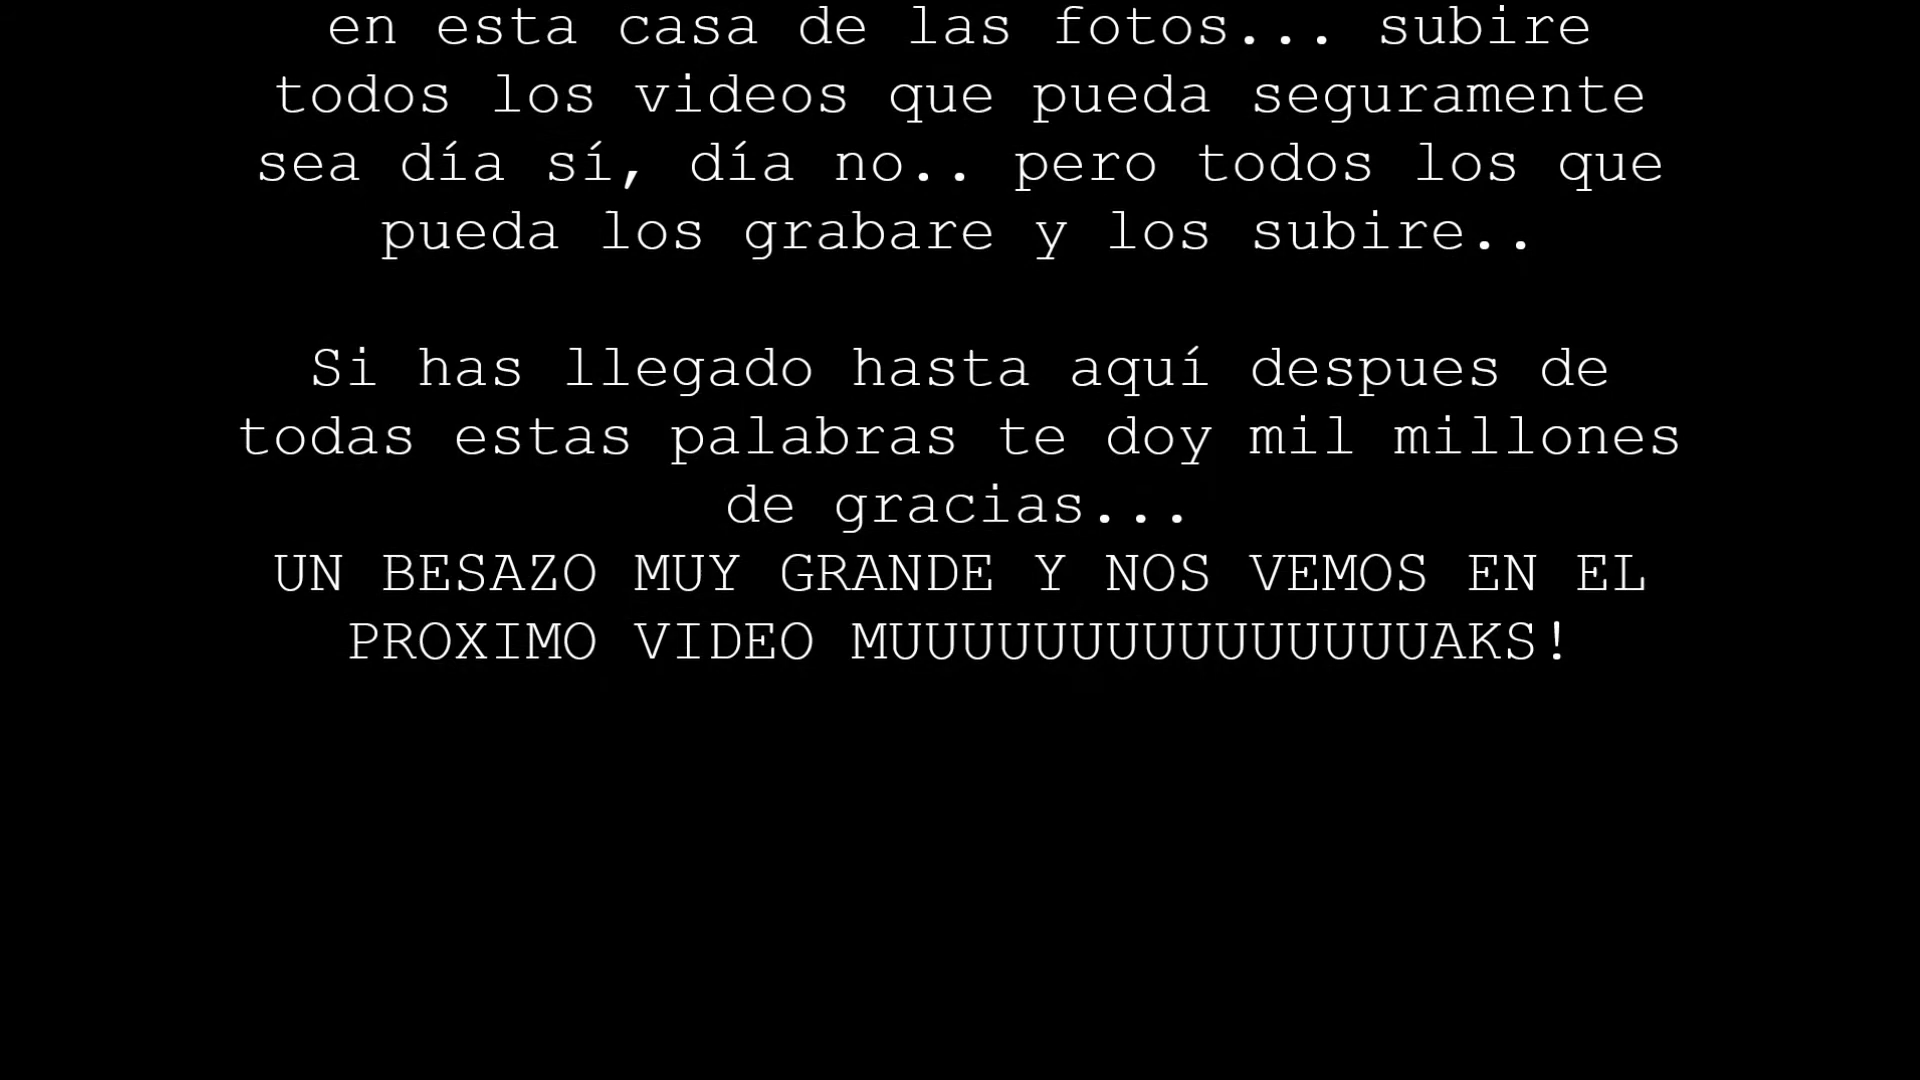 en esta casa de las fotos... subire
todos los videos que pueda seguramente
sea día sí, día no.. pero todos los que
pueda los grabare y los subire..
Si has llegado hasta aquí despues de
todas estas palabras te doy mil millones
de gracias...
UN BESAZO MUY GRANDE Y NOS VEMOS EN EL
PROXIMO VIDEO MUUUUUUUUUUUUUUUAKS!